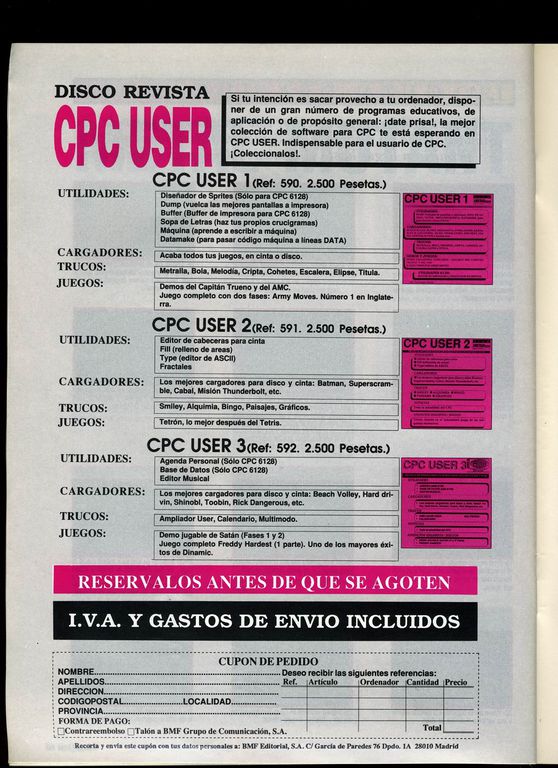 DISCO REVISTA
CPC USER
Si tu intención es sacar provecho a tu ordenador, dispo-
ner de un gran número de programas educativos, de
aplicación o de propósito general: ¡date prisa!, la mejor
colección de software para CPC te está esperando en
CPC USER. Indispensable para el usuario de CPC.
¡Coleccionalos!.
CPC USER 1 (Ref: 590. 2.500 Pesetas.)
UTILIDADES:
Diseñador de Sprites (Sólo para CPC 6128)
Dump (vuelca las mejores pantallas a impresora)
Buffer (Buffer de impresora para CPC 6128)
Sopa de Letras (haz tus propios crucigramas)
Máquina (aprende a escribir a máquina)
Datamake (para pasar código máquina a líneas DATA)
CARGADORES:
Acaba todos tus juegos, en cinta o disco.
TRUCOS:
Metralla, Bola, Melodía, Cripta, Cohetes, Escalera, Elipse, Titula.
JUEGOS:
Demos del Capitán Trueno y del AMC.
Juego completo con dos fases: Army Moves. Número 1 en Inglate-
rra.
CPC USER 1
CPC USER 2 (Ref: 591. 2.500 Pesetas.)
UTILIDADES:
Editor de cabeceras para cinta
Fill (relleno de areas)
Type (editor de ASCII)
Fractales
CARGADORES:
Los mejores cargadores para disco y cinta: Batman, Superscram-
ble, Cabal, Misión Thunderbolt, etc.
TRUCOS:
Smiley, Alquimia, Bingo, Paisajes, Gráficos.
JUEGOS:
Tetrón, lo mejor después del Tetris.
CPC USER 2
CPC USER 3 (Ref: 592. 2.500 Pesetas.)
UTILIDADES:
Agenda Personal (Sólo CPC 6128)
Base de Datos (Sólo CPC 6128)
Editor Musical
CARGADORES:
Los mejores cargadores para disco y cinta: Beach Volley, Hard dri-
vin, Shinobi, Toobin, Rick Dangerous, etc.
TRUCOS:
Ampliador User, Calendario, Multimodo.
JUEGOS:
Demo jugable de Satán (Fases 1 y 2)
Juego completo Freddy Hardest (1 parte). Uno de los mayores éxi-
tos de Dinamic.
CPC USER 3
RESERVALOS ANTES DE QUE SE AGOTEN
I.V.A. Y GASTOS DE ENVIO INCLUIDOS
CUPON DE PEDIDO
NOMBRE
APELLIDOS
DIRECCION
CODIGOPOSTAL LOCALIDAD
PROVINCIA
FORMA DE PAGO:
Contrareembolso Talón a BMF Grupo de Comunicación, S.A.
Deseo recibir las siguientes referencias:
Ref. Artículo Ordenador Cantidad Precio
Total
Recorta y envia este cupón con tus datos personales a: BMF Editorial, S.A. C/ García de Paredes 76 Dpdo. IA 28010 Madrid